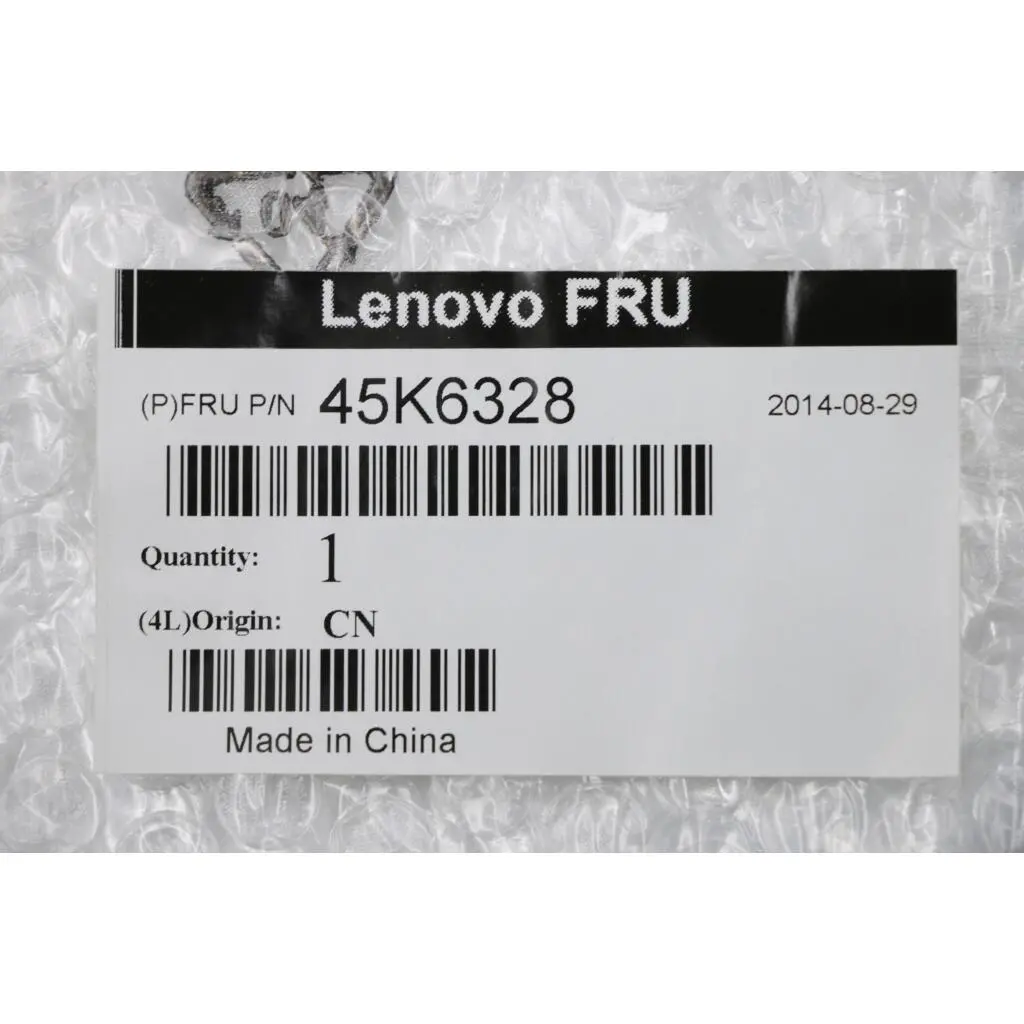 Lenovo FRU
(P)FRU P/N 45K6328 2014-08-29
Quantity: 1
(4L)Origin: CN
Made in China